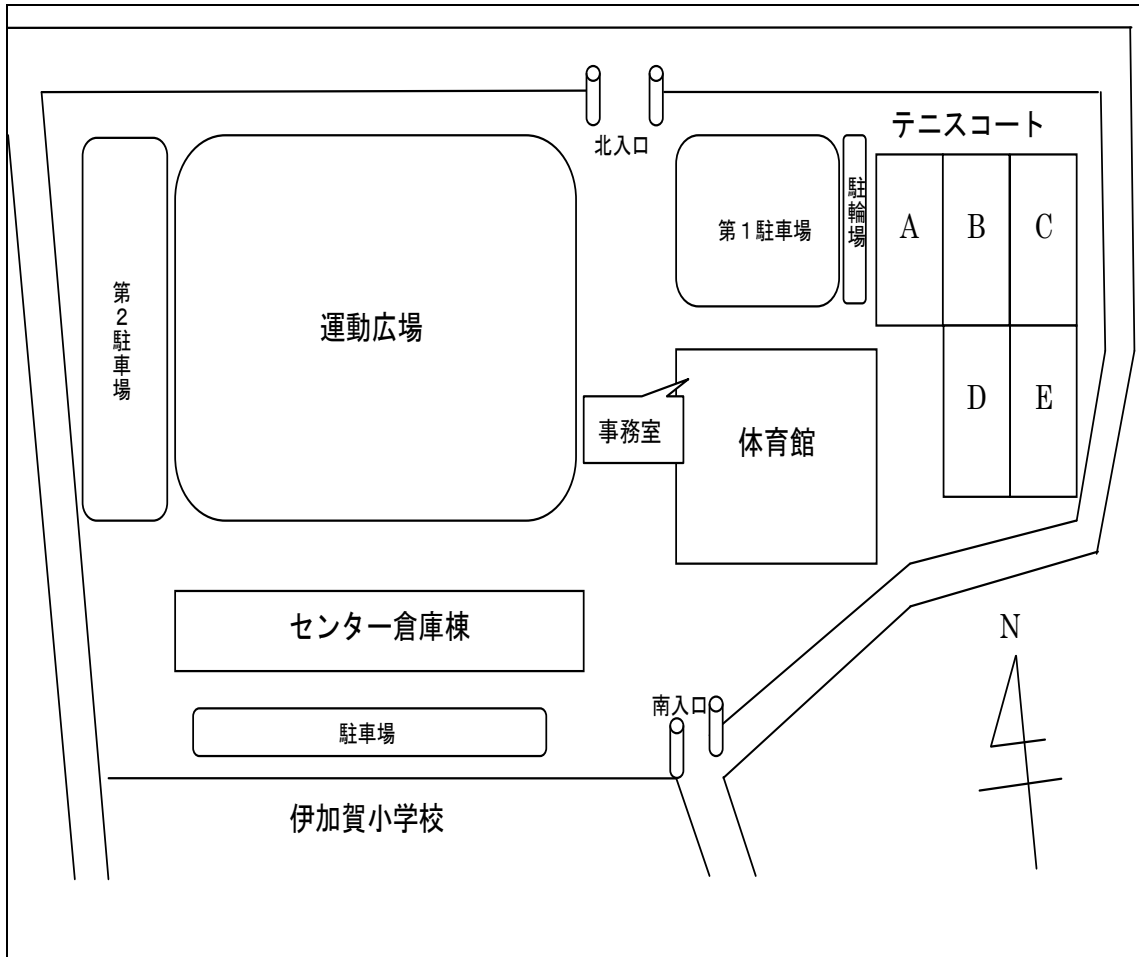 北入口
テニスコート
第1駐車場
駐輪場
A
B
C
第2駐車場
運動広場
事務室
体育館
D
E
センター倉庫棟
N
南入口
駐車場
伊加賀小学校